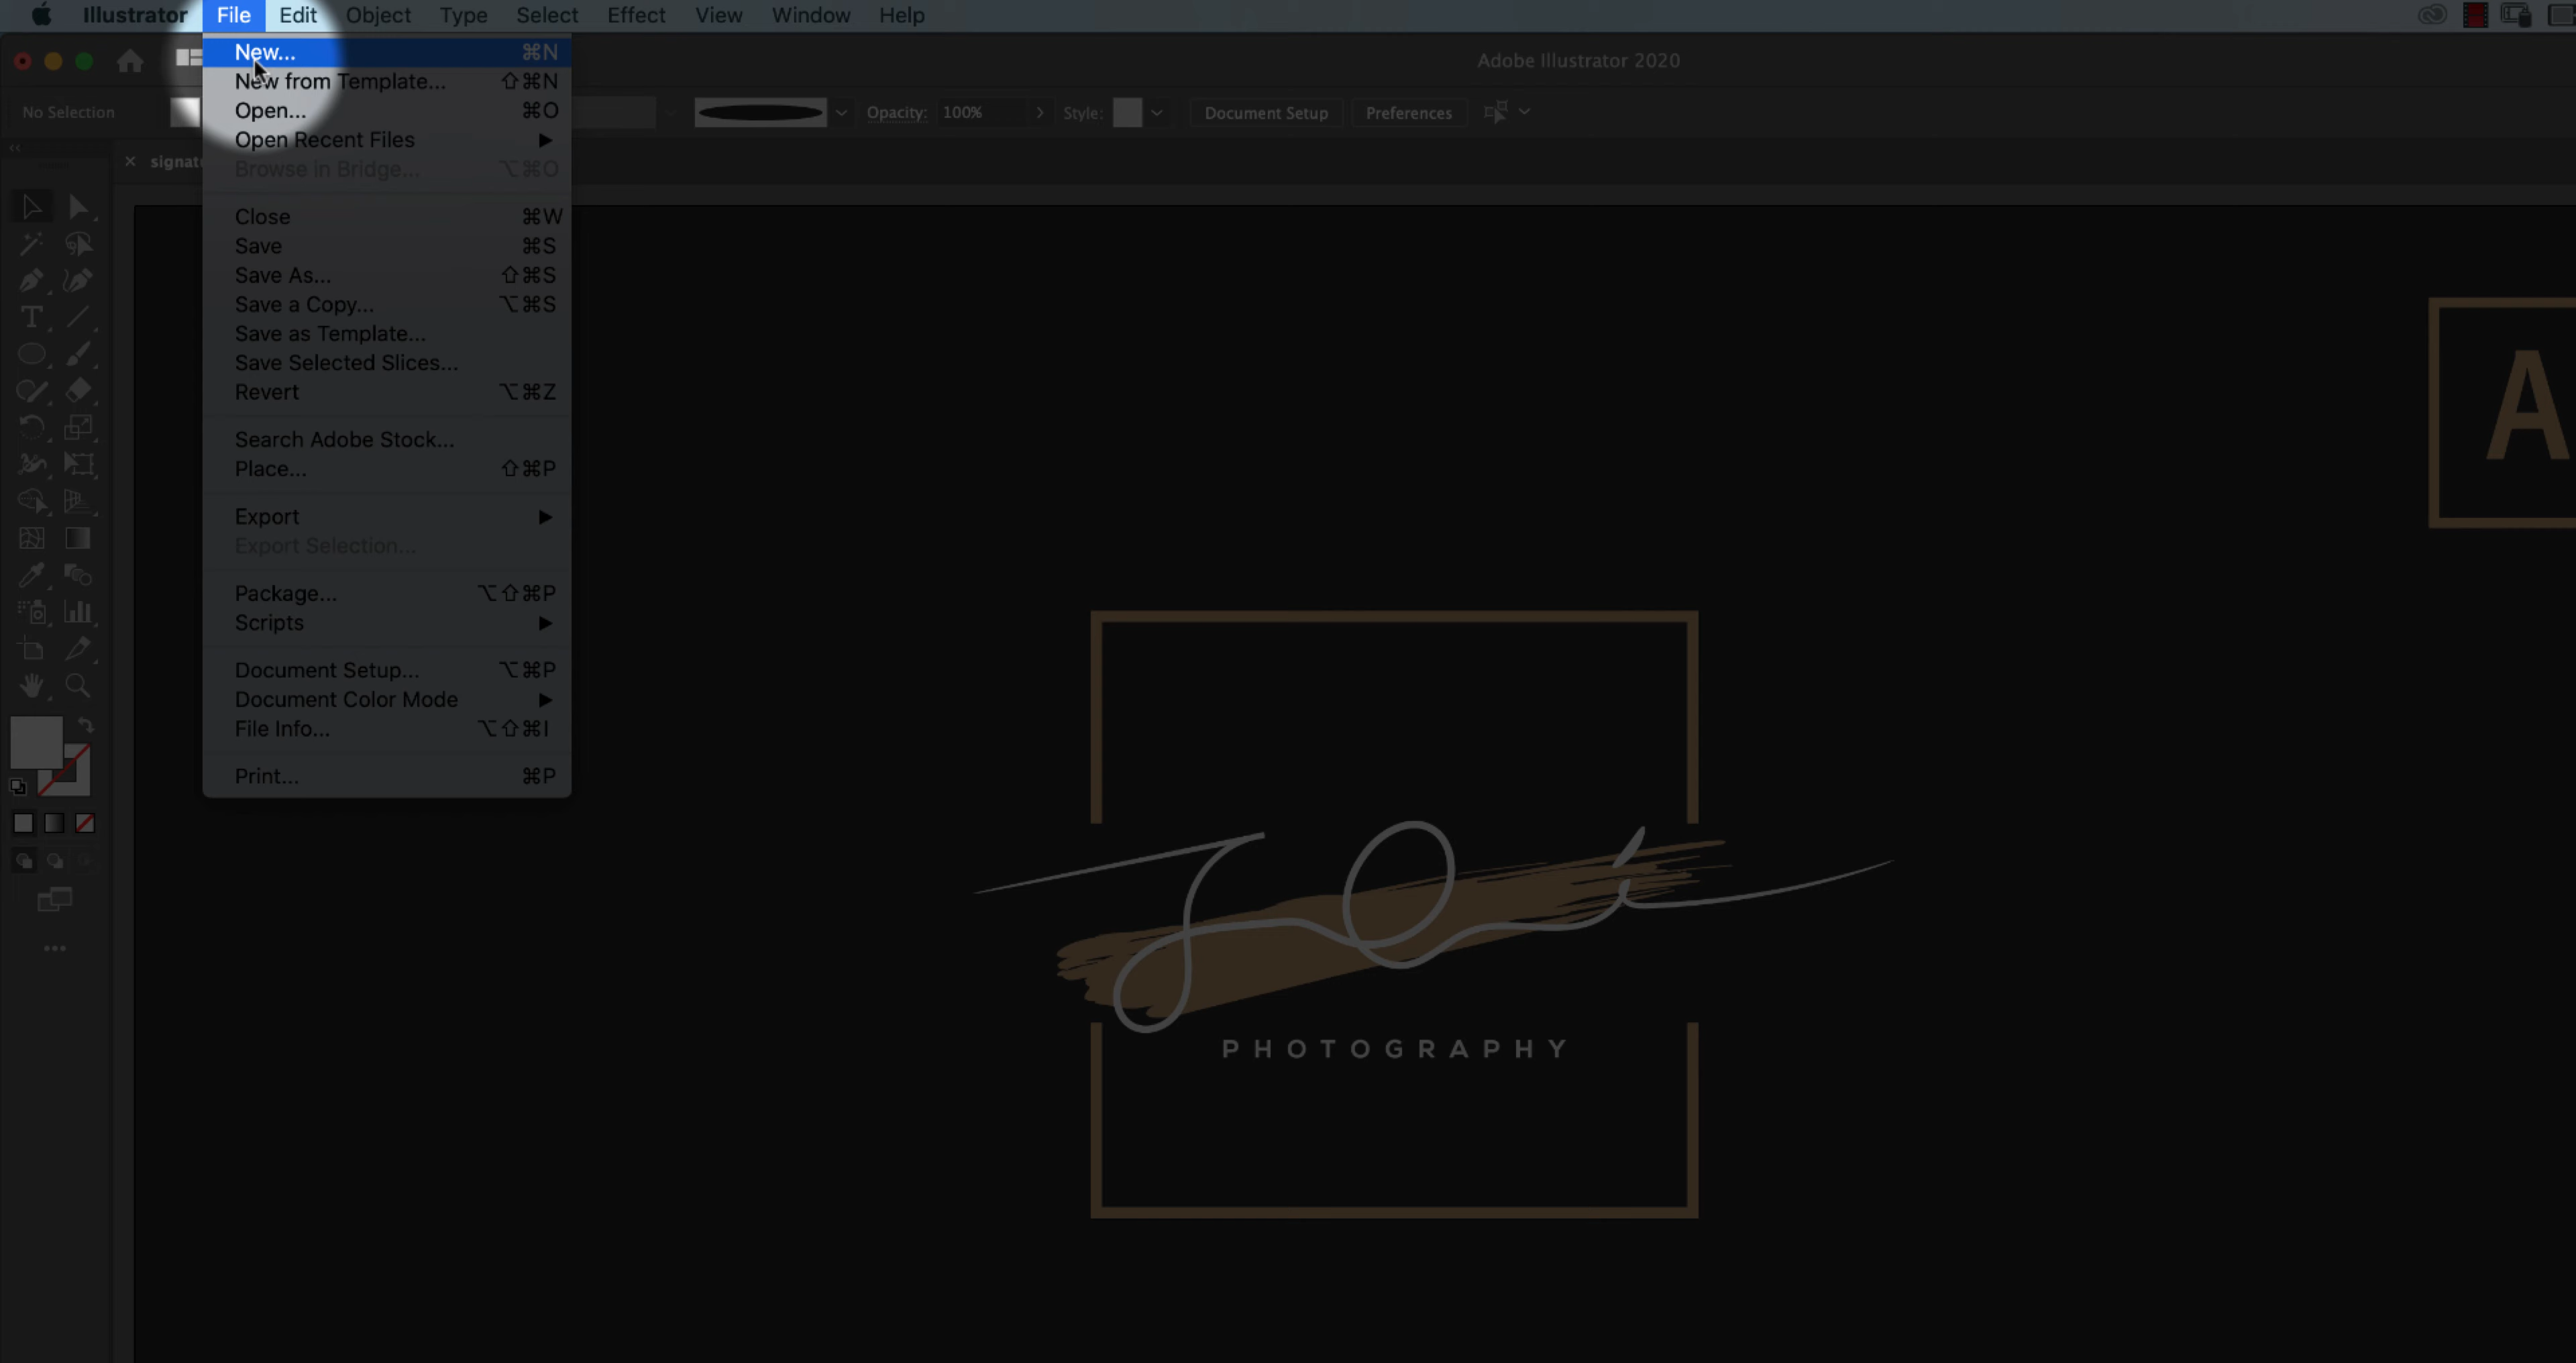 Illustrator File Edit Object Type Select Effect View Window Help
New... ⌘N
Adobe Illustrator 2020
New from Template... ⇧⌘N
No Selection
Open... ⌘O
Opacity: 100%
Style:
Document Setup
Preferences
Open Recent Files
× signatu
Browse in Bridge... ⌥⌘O
Close ⌘W
Save ⌘S
Save As... ⇧⌘S
Save a Copy... ⌥⌘S
Save as Template...
Save Selected Slices...
Revert ⌥⌘Z
A
Search Adobe Stock...
Place... ⇧⌘P
Export
Export Selection...
Package... ⌥⇧⌘P
Scripts
Document Setup... ⌥⌘P
Document Color Mode
File Info... ⌥⇧⌘I
Print... ⌘P
PHOTOGRAPHY